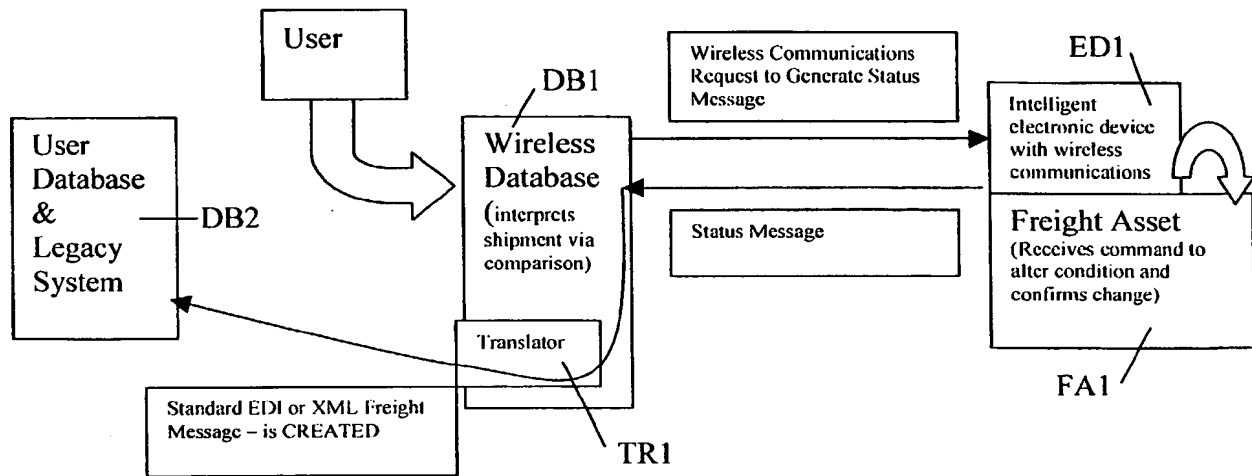 User
Wireless Communications
Request to Generate Status
Message
ED1
DB1
User
Database
&
Legacy
System
DB2
Wireless
Database
(interprets
shipment via
comparison)
Intelligent
electronic device
with wireless
communications
Status Message
Freight Asset
(Receives command to
alter condition and
confirms change)
Translator
FA1
Standard EDI or XML Freight
Message – is CREATED
TR1